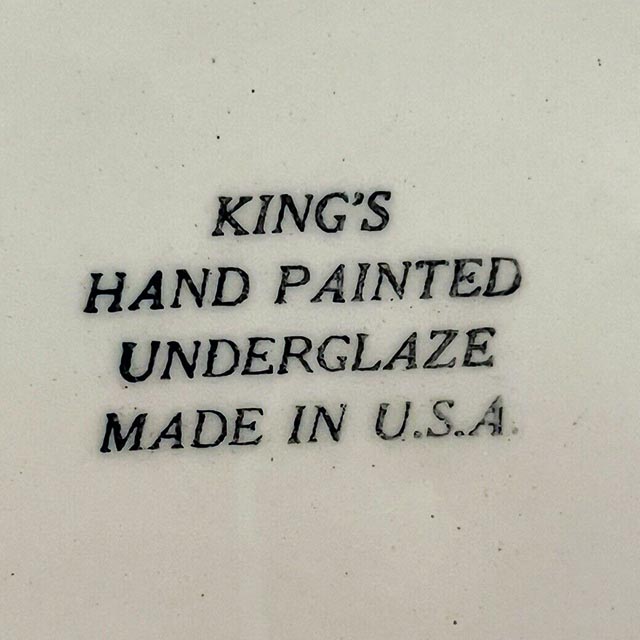 KING'S
HAND PAINTED
UNDERGLAZE
MADE IN U.S.A.